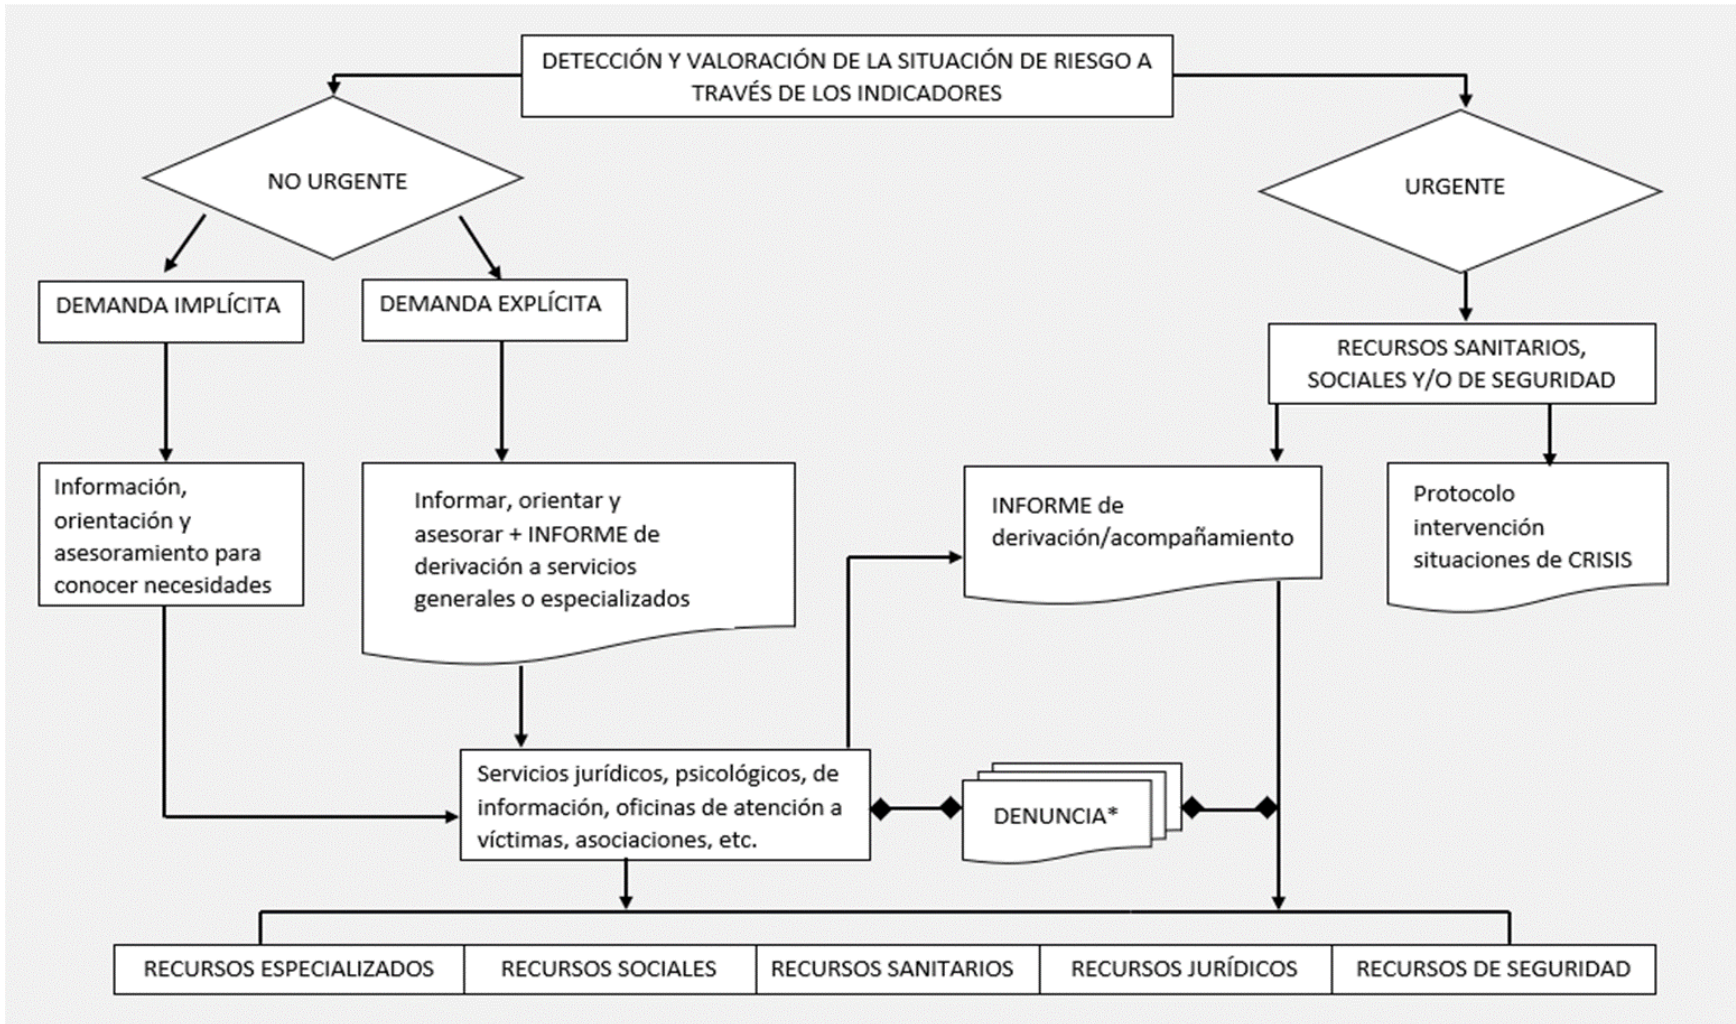 DETECCIÓN Y VALORACIÓN DE LA SITUACIÓN DE RIESGO A
TRAVÉS DE LOS INDICADORES
NO URGENTE
URGENTE
DEMANDA IMPLÍCITA
DEMANDA EXPLÍCITA
RECURSOS SANITARIOS,
SOCIALES Y/O DE SEGURIDAD
Información,
orientación y
asesoramiento para
conocer necesidades
Informar, orientar y
asesorar + INFORME de
derivación a servicios
generales o especializados
INFORME de
derivación/acompañamiento
Protocolo
intervención
situaciones de CRISIS
Servicios jurídicos, psicológicos, de
información, oficinas de atención a
víctimas, asociaciones, etc.
DENUNCIA*
RECURSOS ESPECIALIZADOS
RECURSOS SOCIALES
RECURSOS SANITARIOS
RECURSOS JURÍDICOS
RECURSOS DE SEGURIDAD